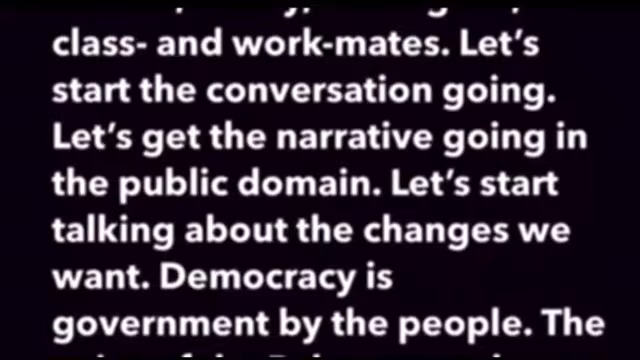 class- and work-mates. Let’s
start the conversation going.
Let’s get the narrative going in
the public domain. Let’s start
talking about the changes we
want. Democracy is
government by the people. The